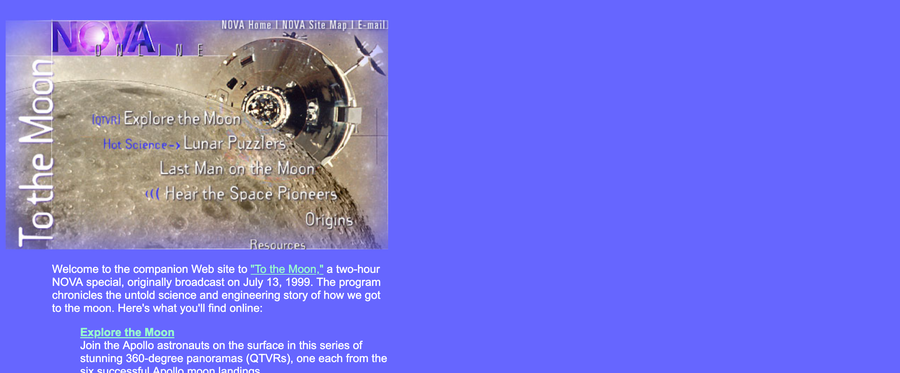 NOVA Home | NOVA Site Map | E-mail
NOVA
ONLINE
To the Moon
(QTVR) Explore the Moon
Hot Science -> Lunar Puzzlers
Last Man on the Moon
((( Hear the Space Pioneers
Origins
Resources
Welcome to the companion Web site to "To the Moon," a two-hour
NOVA special, originally broadcast on July 13, 1999. The program
chronicles the untold science and engineering story of how we got
to the moon. Here's what you'll find online:
Explore the Moon
Join the Apollo astronauts on the surface in this series of
stunning 360-degree panoramas (QTVRs), one each from the
six successful Apollo moon landings.